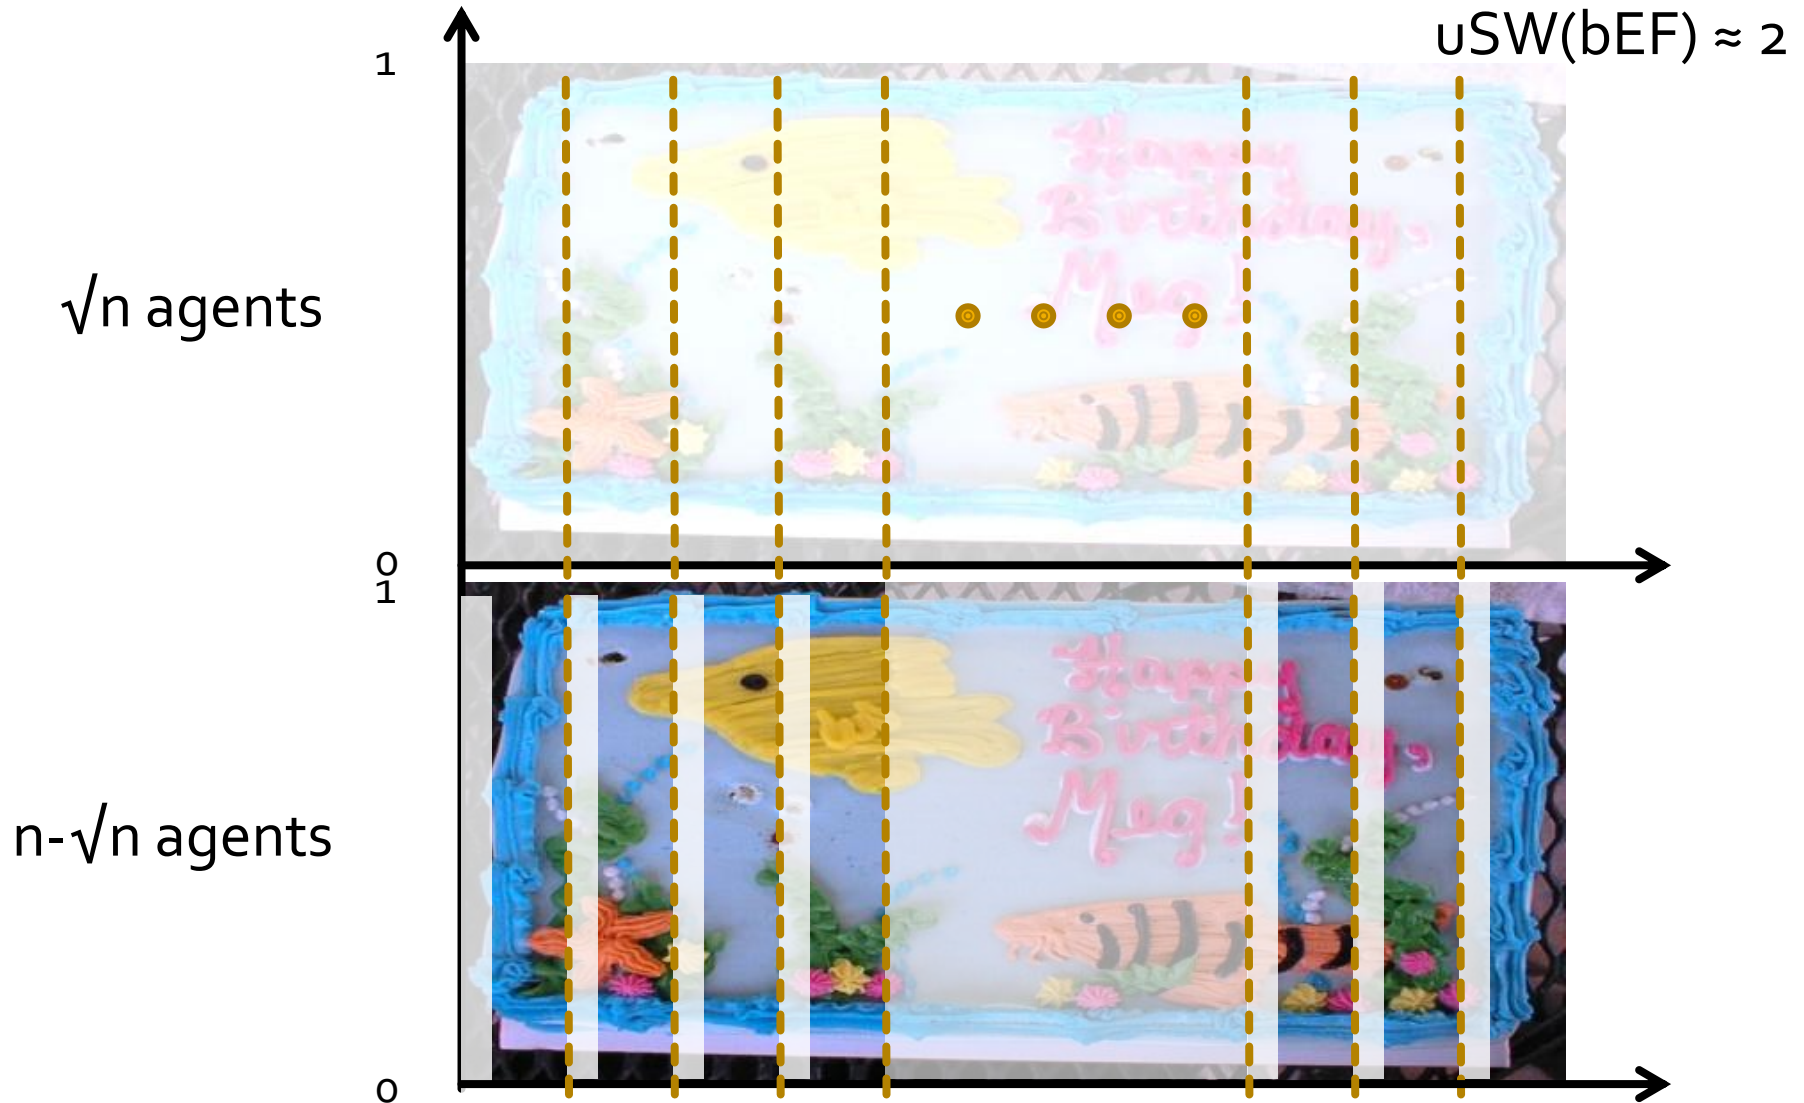 uSW(bEF) ≈ 2
1
Happy
Birthday,
Meg!
√n agents
0
1
Happy
Birthday,
Meg!
n-√n agents
0